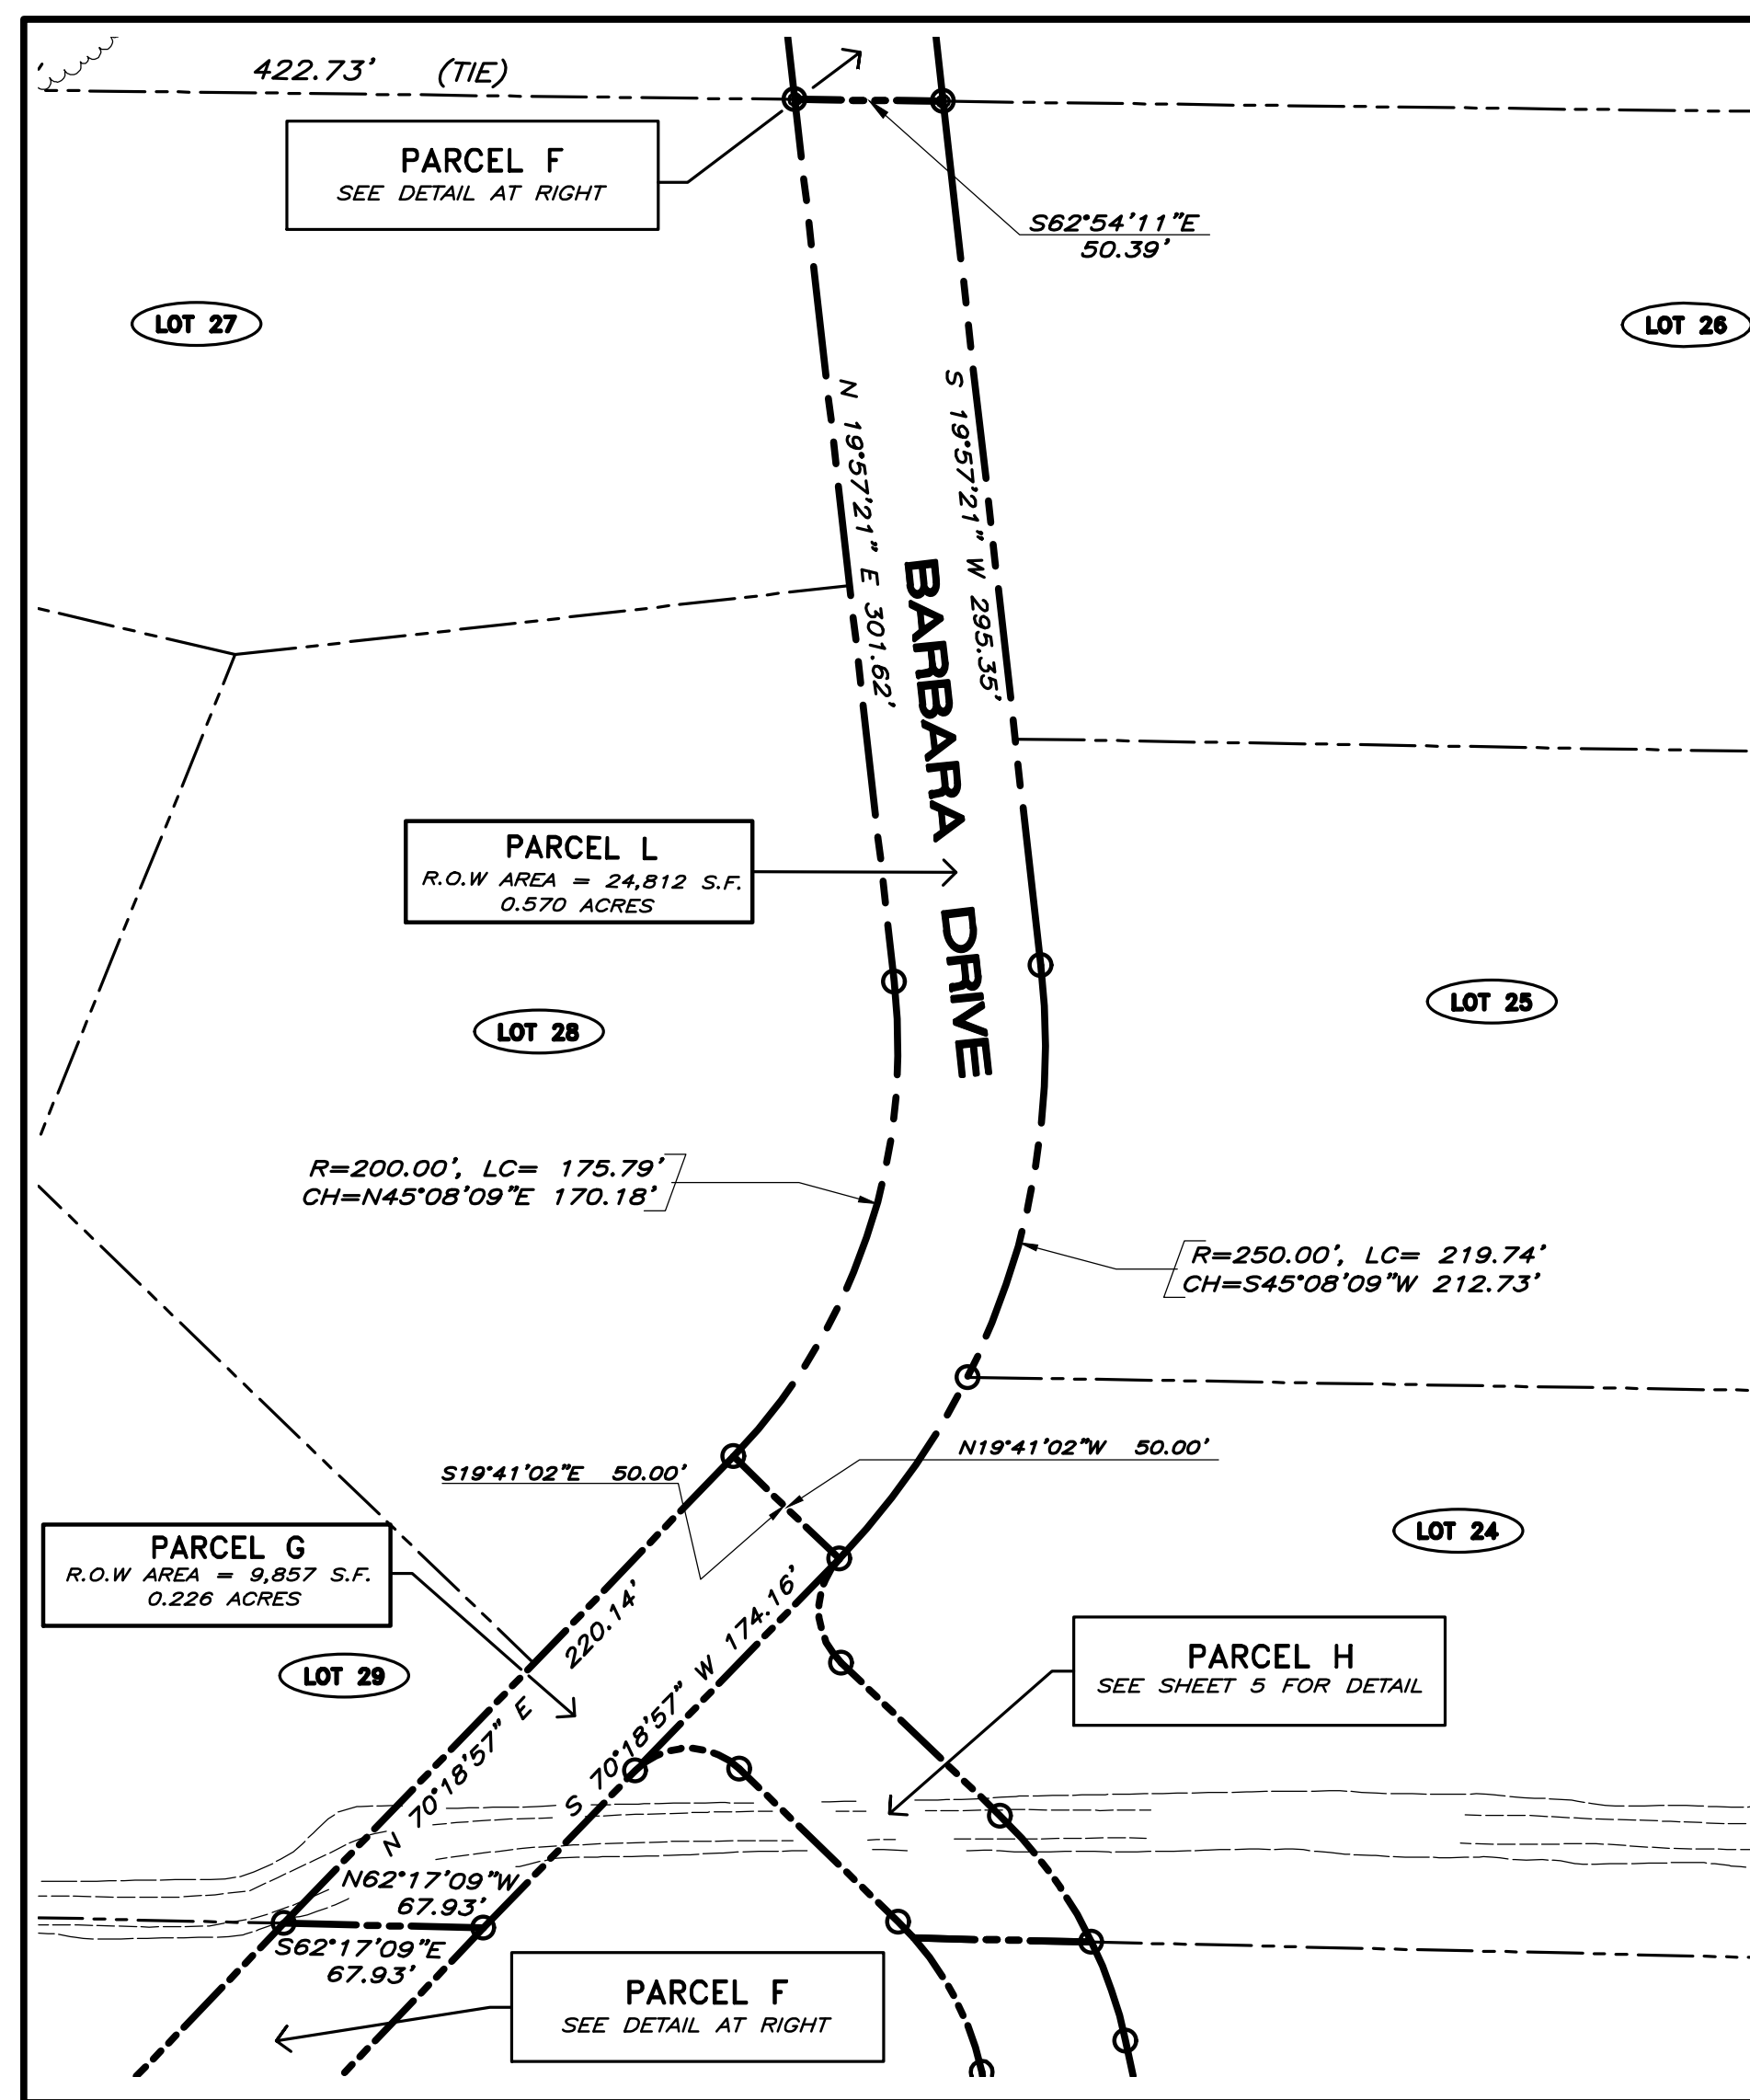 422.73' (TIE)
PARCEL F
SEE DETAIL AT RIGHT
S62°54'11"E
50.39'
LOT 27
LOT 26
N 19°57'21" E 301.62'
S 19°57'21" W 295.35'
BARBARA DRIVE
PARCEL L
R.O.W AREA = 24,812 S.F.
0.570 ACRES
LOT 28
LOT 25
R=200.00', LC= 175.79'
CH=N45°08'09"E 170.18'
R=250.00', LC= 219.74'
CH=S45°08'09"W 212.73'
S19°41'02"E 50.00'
N19°41'02"W 50.00'
LOT 24
PARCEL G
R.O.W AREA = 9,857 S.F.
0.226 ACRES
LOT 29
N 70°18'57" E 220.14'
S 70°18'57" W 174.16'
PARCEL H
SEE SHEET 5 FOR DETAIL
N62°17'09"W
67.93'
S62°17'09"E
67.93'
PARCEL F
SEE DETAIL AT RIGHT